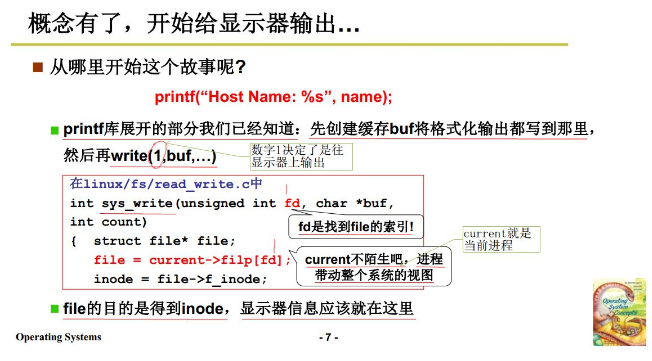 概念有了，开始给显示器输出…
从哪里开始这个故事呢?
printf(“Host Name: %s”, name);
printf库展开的部分我们已经知道：先创建缓存buf将格式化输出都写到那里，
然后再write(1,buf,…)
数字1决定了是往
显示器上输出
在linux/fs/read_write.c中
int sys_write(unsigned int fd, char *buf,
int count)
fd是找到file的索引!
{ struct file* file;
file = current->filp[fd];
inode = file->f_inode;
current不陌生吧，进程
带动整个系统的视图
current就是
当前进程
file的目的是得到inode，显示器信息应该就在这里
Operating Systems
- 7 -
Operating
System
Concepts